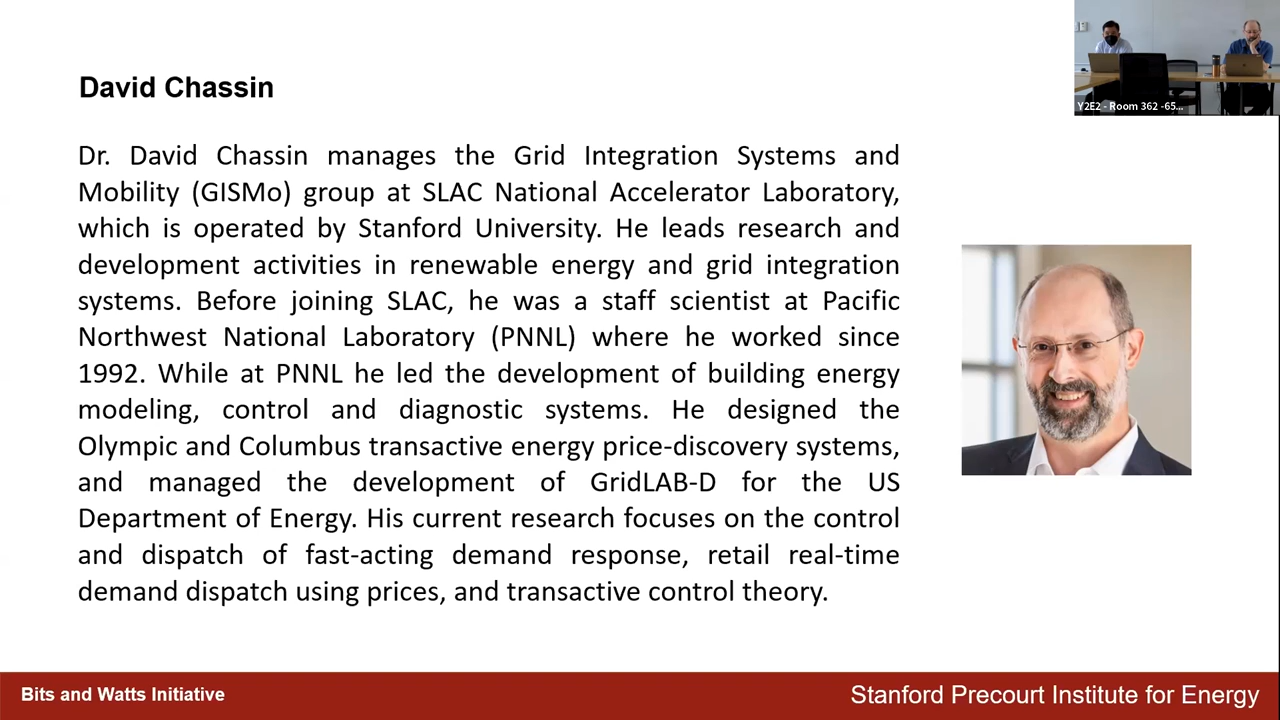 David Chassin
Dr. David Chassin manages the Grid Integration Systems and
Mobility (GISMo) group at SLAC National Accelerator Laboratory,
which is operated by Stanford University. He leads research and
development activities in renewable energy and grid integration
systems. Before joining SLAC, he was a staff scientist at Pacific
Northwest National Laboratory (PNNL) where he worked since
1992. While at PNNL he led the development of building energy
modeling, control and diagnostic systems. He designed the
Olympic and Columbus transactive energy price-discovery systems,
and managed the development of GridLAB-D for the US
Department of Energy. His current research focuses on the control
and dispatch of fast-acting demand response, retail real-time
demand dispatch using prices, and transactive control theory.
Y2E2 - Room 362 -65...
Bits and Watts Initiative
Stanford Precourt Institute for Energy